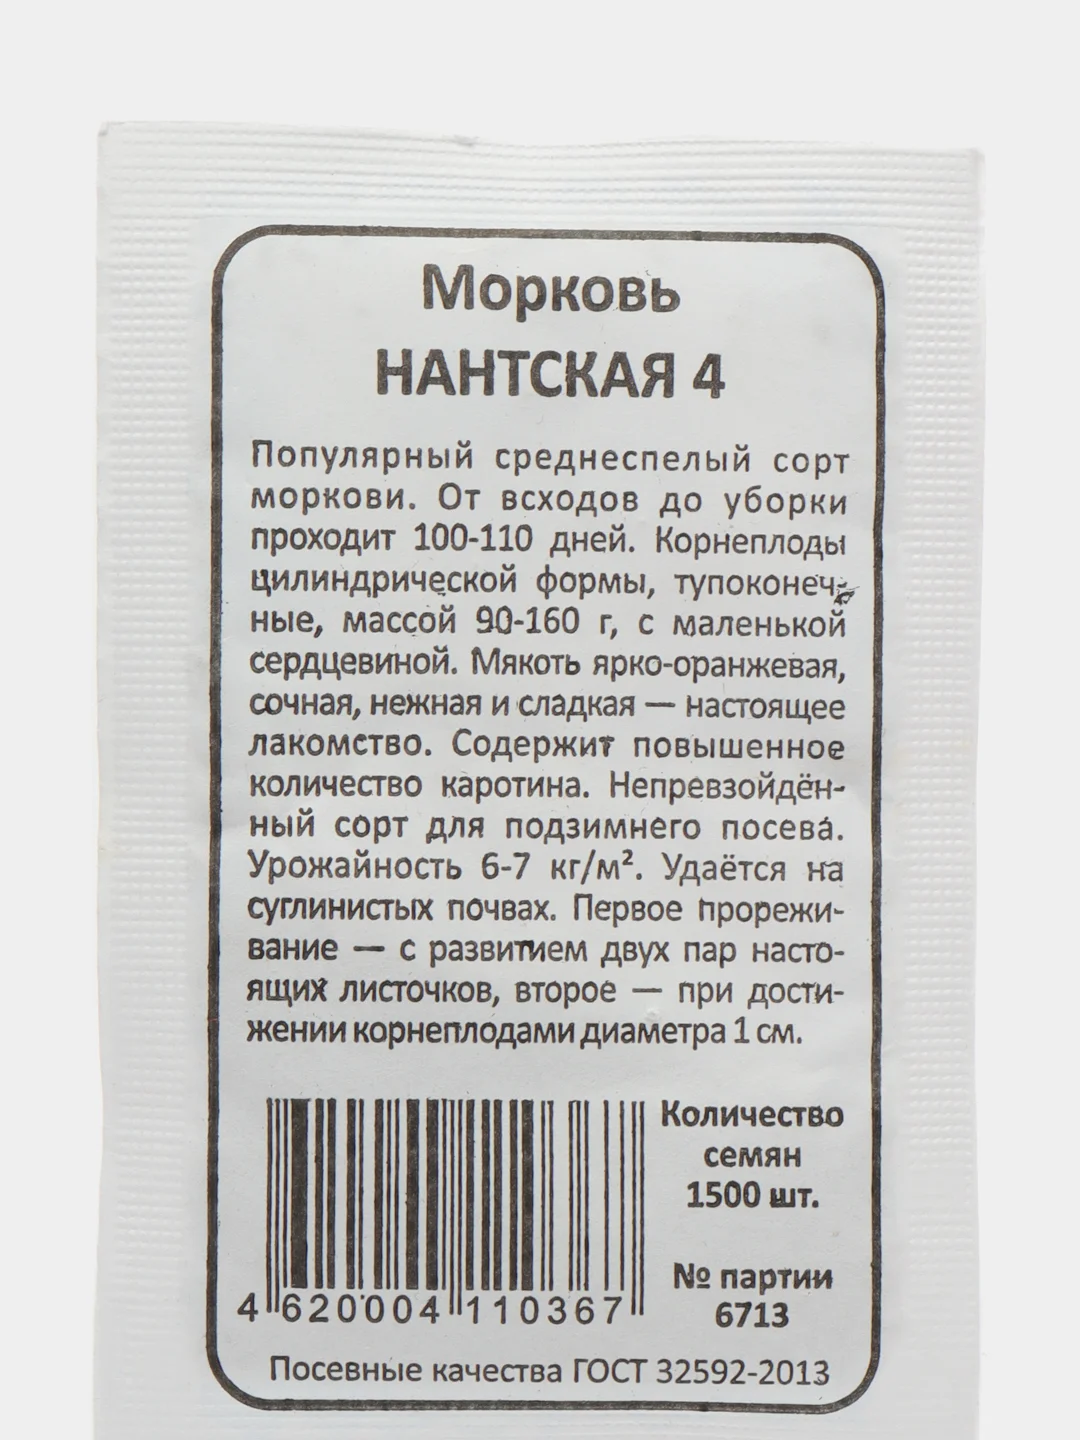 Морковь
НАНТСКАЯ 4
Популярный среднеспелый сорт
моркови. От всходов до уборки
проходит 100-110 дней. Корнеплоды
цилиндрической формы, тупоконеч-
ные, массой 90-160 г, с маленькой
сердцевиной. Мякоть ярко-оранжевая,
сочная, нежная и сладкая — настоящее
лакомство. Содержит повышенное
количество каротина. Непревзойдён-
ный сорт для подзимнего посева.
Урожайность 6-7 кг/м². Удаётся на
суглинистых почвах. Первое прорежи-
вание — с развитием двух пар насто-
ящих листочков, второе — при дости-
жении корнеплодами диаметра 1 см.
Количество
семян
1500 шт.
№ партии
6713
4 620004 110367
Посевные качества ГОСТ 32592-2013